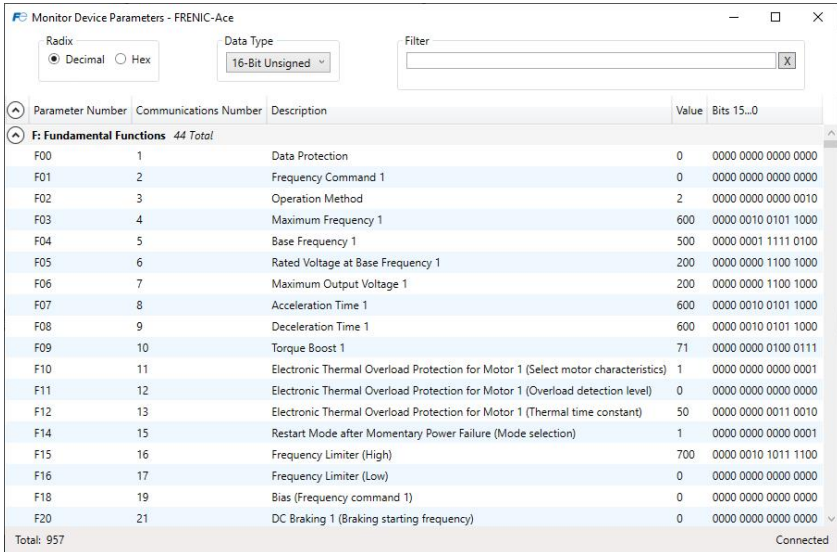 Monitor Device Parameters - FRENIC-Ace
Radix Data Type Filter
Decimal Hex 16-Bit Unsigned X
Parameter Number Communications Number Description Value Bits 15...0
F: Fundamental Functions 44 Total
F00 1 Data Protection 0 0000 0000 0000 0000
F01 2 Frequency Command 1 0 0000 0000 0000 0000
F02 3 Operation Method 2 0000 0000 0000 0010
F03 4 Maximum Frequency 1 600 0000 0010 0101 1000
F04 5 Base Frequency 1 500 0000 0001 1111 0100
F05 6 Rated Voltage at Base Frequency 1 200 0000 0000 1100 1000
F06 7 Maximum Output Voltage 1 200 0000 0000 1100 1000
F07 8 Acceleration Time 1 600 0000 0010 0101 1000
F08 9 Deceleration Time 1 600 0000 0010 0101 1000
F09 10 Torque Boost 1 71 0000 0000 0100 0111
F10 11 Electronic Thermal Overload Protection for Motor 1 (Select motor characteristics) 1 0000 0000 0000 0001
F11 12 Electronic Thermal Overload Protection for Motor 1 (Overload detection level) 0 0000 0000 0000 0000
F12 13 Electronic Thermal Overload Protection for Motor 1 (Thermal time constant) 50 0000 0000 0011 0010
F14 15 Restart Mode after Momentary Power Failure (Mode selection) 1 0000 0000 0000 0001
F15 16 Frequency Limiter (High) 700 0000 0010 1011 1100
F16 17 Frequency Limiter (Low) 0 0000 0000 0000 0000
F18 19 Bias (Frequency command 1) 0 0000 0000 0000 0000
F20 21 DC Braking 1 (Braking starting frequency) 0 0000 0000 0000 0000
Total: 957 Connected